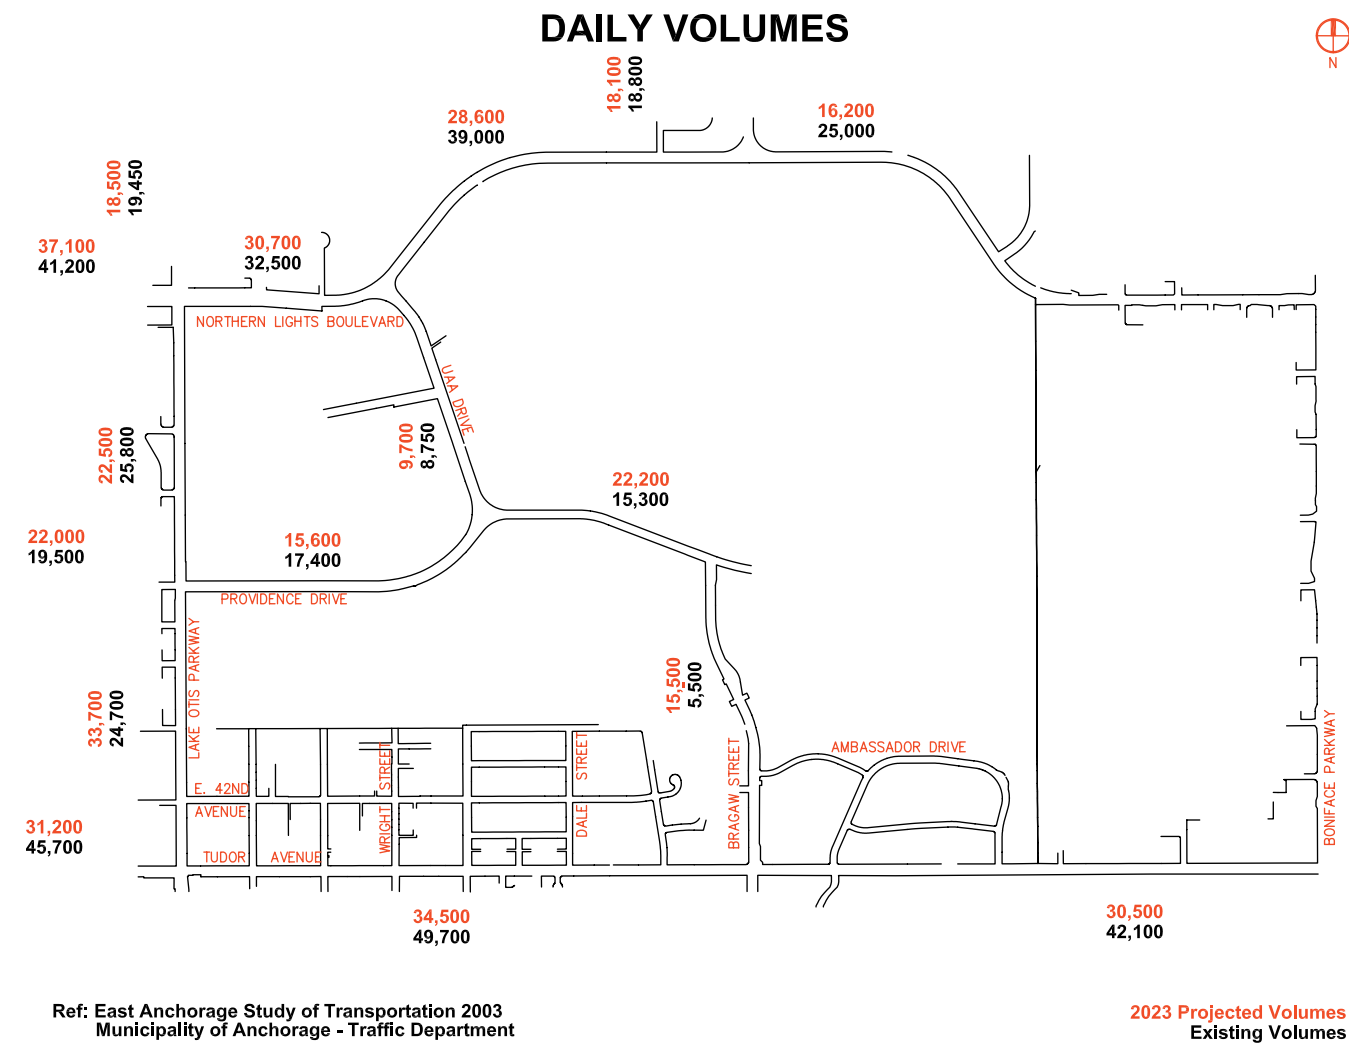 DAILY VOLUMES
N
18,100
18,800
28,600
39,000
16,200
25,000
18,500
19,450
37,100
41,200
30,700
32,500
NORTHERN LIGHTS BOULEVARD
UAA DRIVE
9,700
8,750
22,500
25,800
22,200
15,300
22,000
19,500
15,600
17,400
PROVIDENCE DRIVE
LAKE OTIS PARKWAY
33,700
24,700
15,500
5,500
WRIGHT STREET
DALE STREET
BRAGAW STREET
AMBASSADOR DRIVE
BONIFACE PARKWAY
E. 42ND
AVENUE
31,200
45,700
TUDOR AVENUE
34,500
49,700
30,500
42,100
Ref: East Anchorage Study of Transportation 2003
Municipality of Anchorage - Traffic Department
2023 Projected Volumes
Existing Volumes